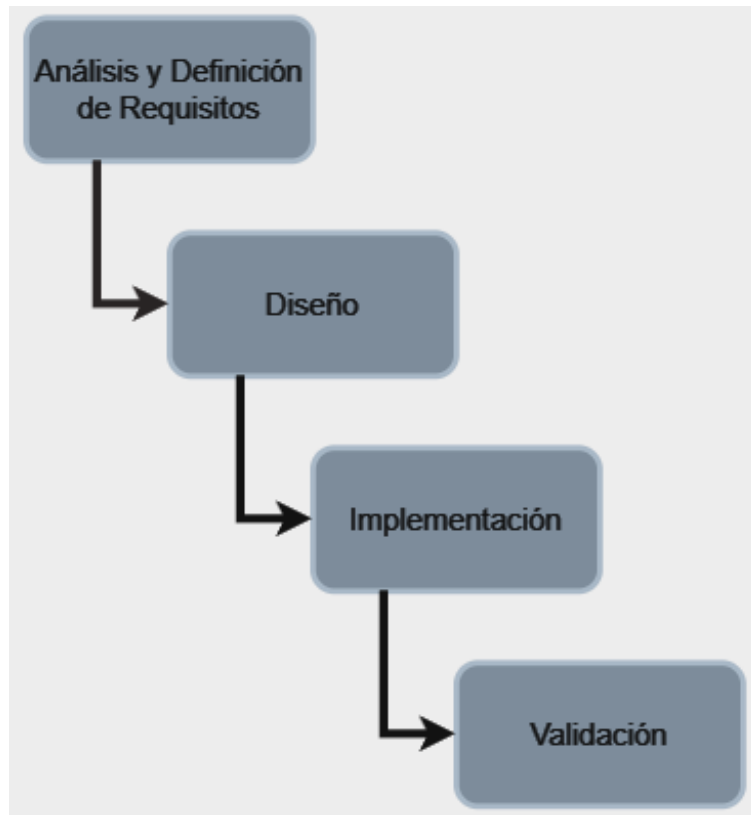 Análisis y Definición
de Requisitos
Diseño
Implementación
Validación